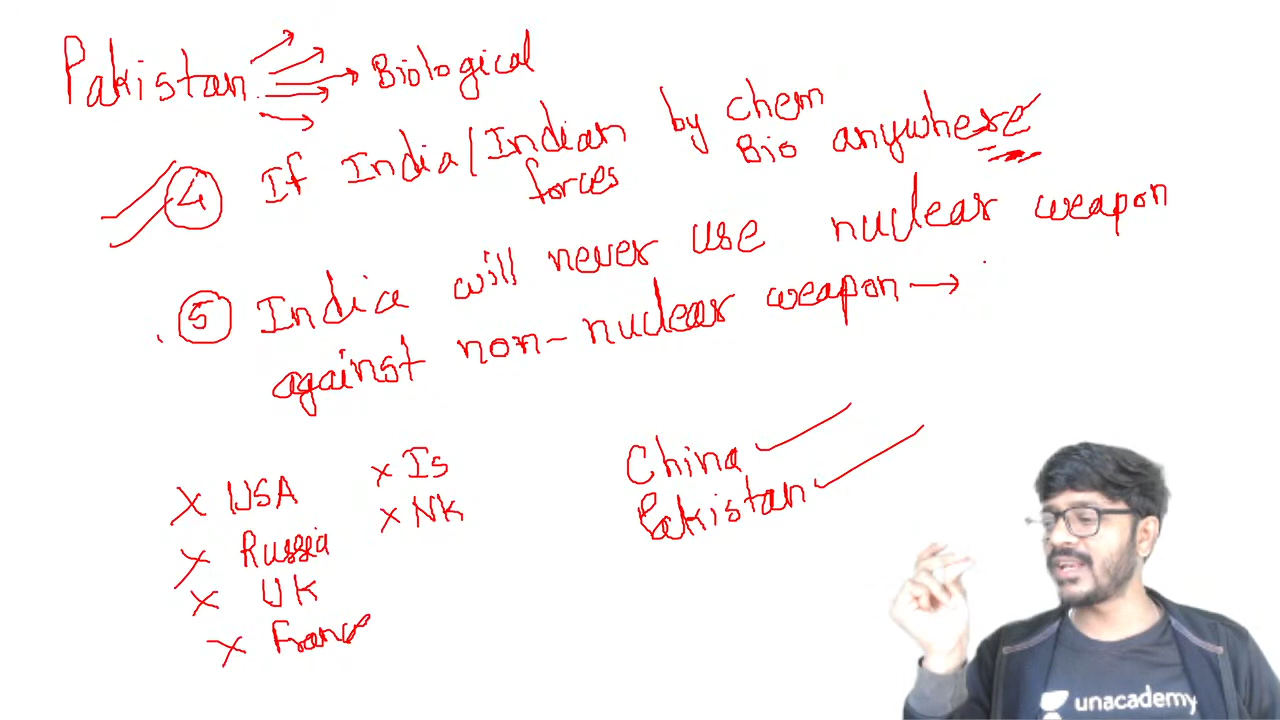 Pakistan → Biological
④ If India/Indian forces by chem Bio anywhere
⑤ India will never use nuclear weapon
against non-nuclear weapon →
× USA
× Russia
× UK
× France
× Is
× NK
China ✓
Pakistan ✓
unacademy